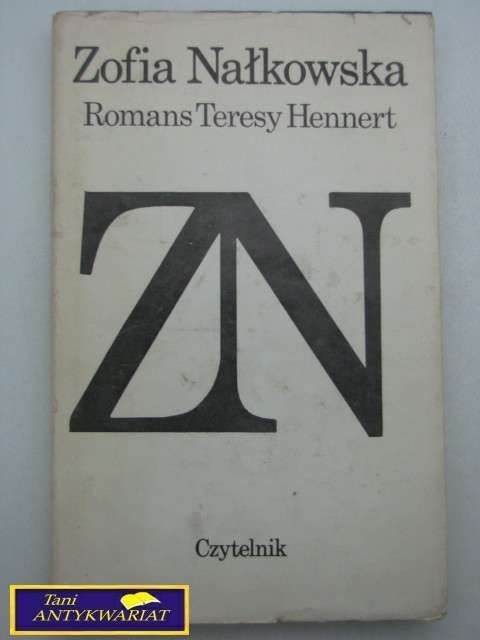 Zofia Nałkowska
Romans Teresy Hennert
ZN
Czytelnik
Tani
ANTYKWARIAT